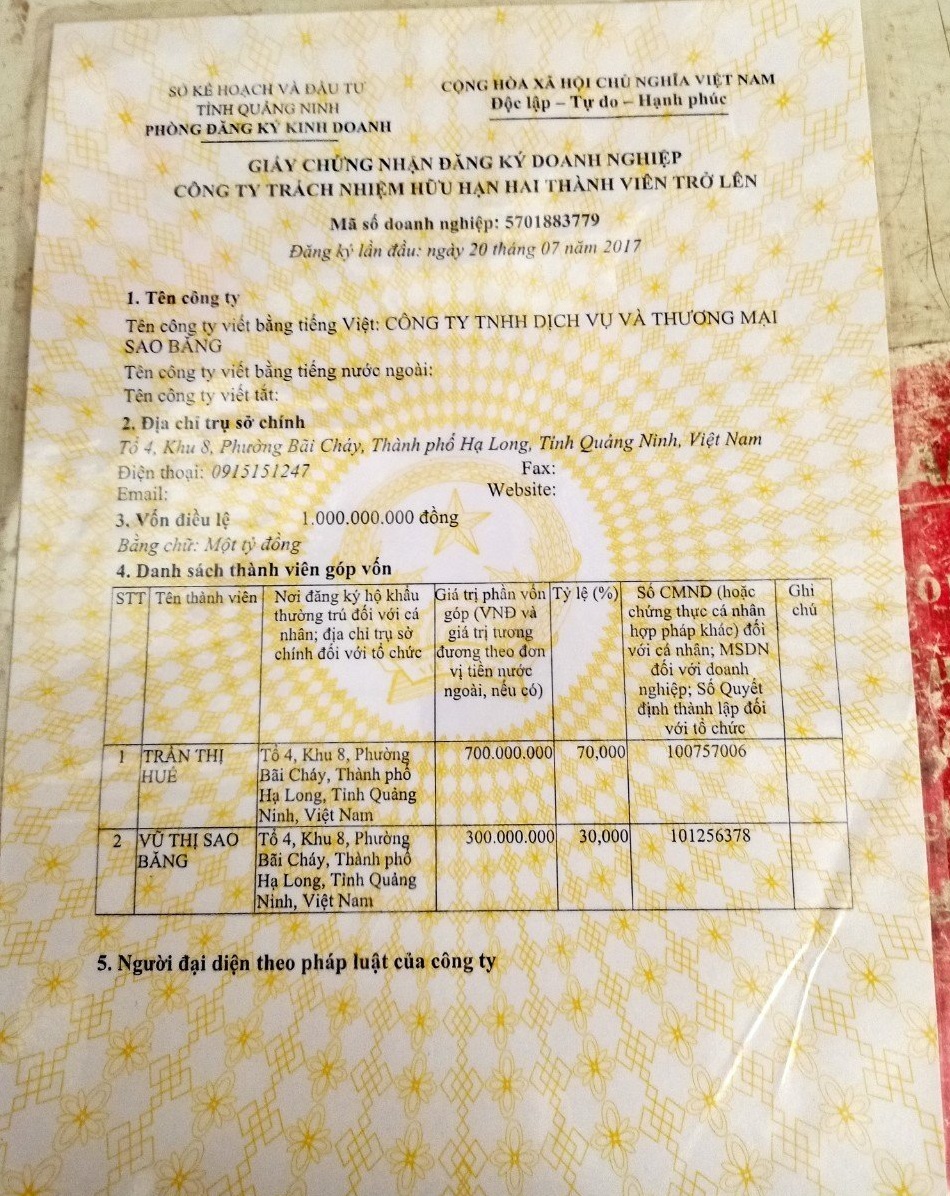 SỞ KẾ HOẠCH VÀ ĐẦU TƯ
TỈNH QUẢNG NINH
PHÒNG ĐĂNG KÝ KINH DOANH
CỘNG HÒA XÃ HỘI CHỦ NGHĨA VIỆT NAM
Độc lập – Tự do – Hạnh phúc
GIẤY CHỨNG NHẬN ĐĂNG KÝ DOANH NGHIỆP
CÔNG TY TRÁCH NHIỆM HỮU HẠN HAI THÀNH VIÊN TRỞ LÊN
Mã số doanh nghiệp: 5701883779
Đăng ký lần đầu: ngày 20 tháng 07 năm 2017
1. Tên công ty
Tên công ty viết bằng tiếng Việt: CÔNG TY TNHH DỊCH VỤ VÀ THƯƠNG MẠI
SAO BĂNG
Tên công ty viết bằng tiếng nước ngoài:
Tên công ty viết tắt:
2. Địa chỉ trụ sở chính
Tổ 4, Khu 8, Phường Bãi Cháy, Thành phố Hạ Long, Tỉnh Quảng Ninh, Việt Nam
Điện thoại: 0915151247 Fax:
Email: Website:
3. Vốn điều lệ 1.000.000.000 đồng
Bằng chữ: Một tỷ đồng
4. Danh sách thành viên góp vốn
STT
Tên thành viên
Nơi đăng ký hộ khẩu
thường trú đối với cá
nhân; địa chỉ trụ sở
chính đối với tổ chức
Giá trị phần vốn
góp (VNĐ và
giá trị tương
đương theo đơn
vị tiền nước
ngoài, nếu có)
Tỷ lệ (%)
Số CMND (hoặc
chứng thực cá nhân
hợp pháp khác) đối
với cá nhân; MSDN
đối với doanh
nghiệp; Số Quyết
định thành lập đối
với tổ chức
Ghi
chú
1
TRẦN THỊ
HUÊ
Tổ 4, Khu 8, Phường
Bãi Cháy, Thành phố
Hạ Long, Tỉnh Quảng
Ninh, Việt Nam
700.000.000
70,000
100757006
2
VŨ THỊ SAO
BĂNG
Tổ 4, Khu 8, Phường
Bãi Cháy, Thành phố
Hạ Long, Tỉnh Quảng
Ninh, Việt Nam
300.000.000
30,000
101256378
5. Người đại diện theo pháp luật của công ty